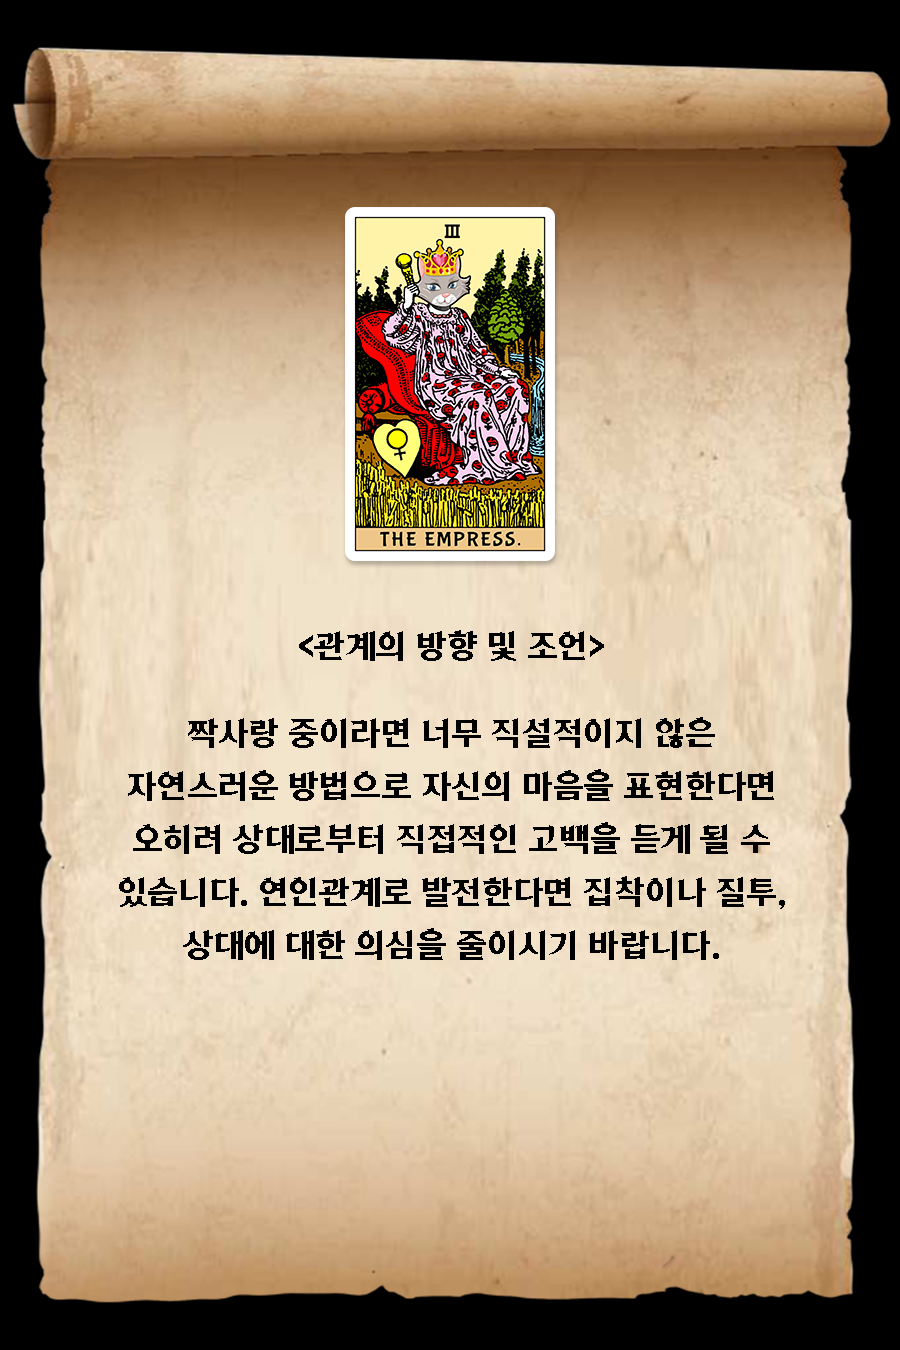 III
THE EMPRESS.
<관계의 방향 및 조언>
짝사랑 중이라면 너무 직설적이지 않은
자연스러운 방법으로 자신의 마음을 표현한다면
오히려 상대로부터 직접적인 고백을 듣게 될 수
있습니다. 연인관계로 발전한다면 집착이나 질투,
상대에 대한 의심을 줄이시기 바랍니다.